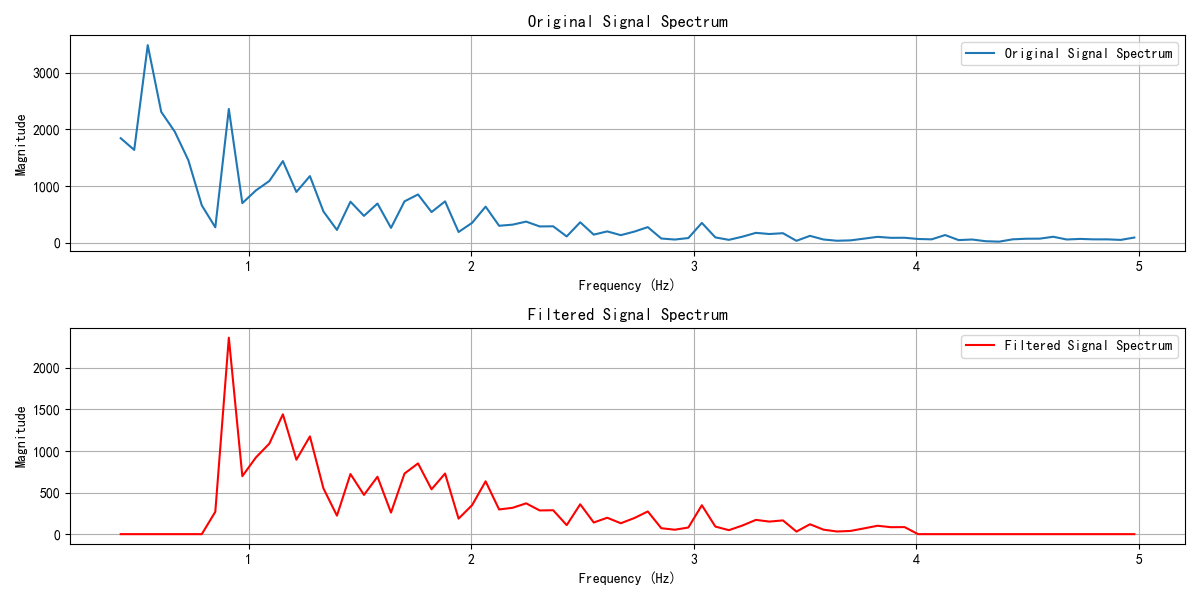 Original Signal Spectrum
Original Signal Spectrum
Magnitude
3000
2000
1000
0
1 2 3 4 5
Frequency (Hz)
Filtered Signal Spectrum
Filtered Signal Spectrum
Magnitude
2000
1500
1000
500
0
1 2 3 4 5
Frequency (Hz)